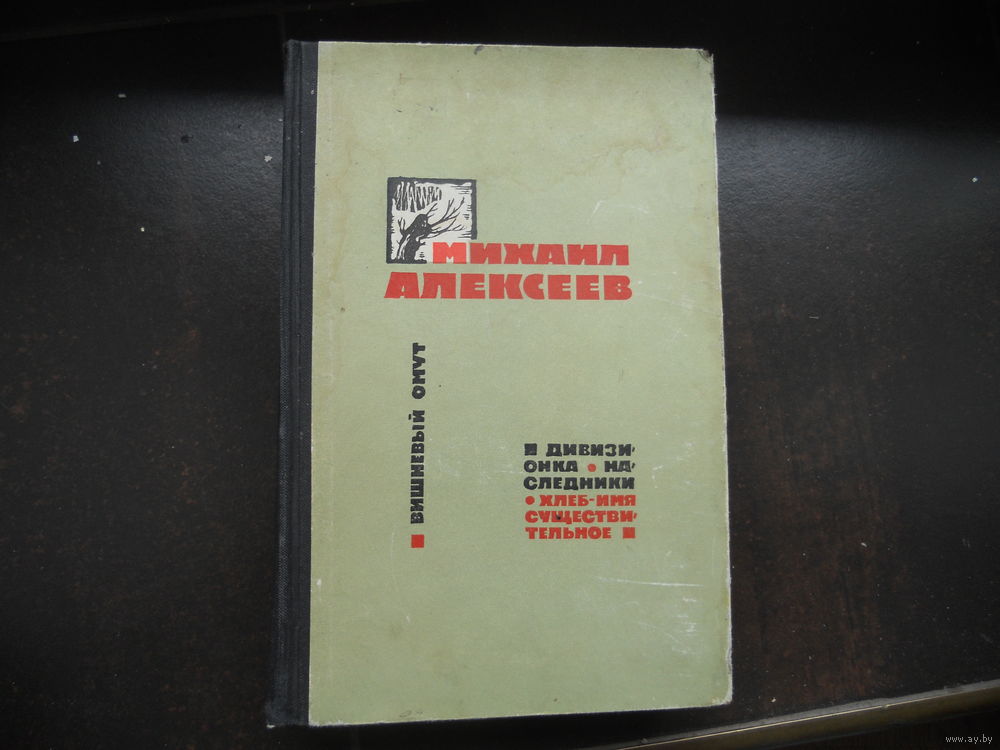 МИХАИЛ
АЛЕКСЕЕВ
ВИШНЕВЫЙ ОМУТ
ДИВИЗИ-
ОНКА • НА-
СЛЕДНИКИ
• ХЛЕБ-ИМЯ
СУЩЕСТВИ-
ТЕЛЬНОЕ
www.ay.by